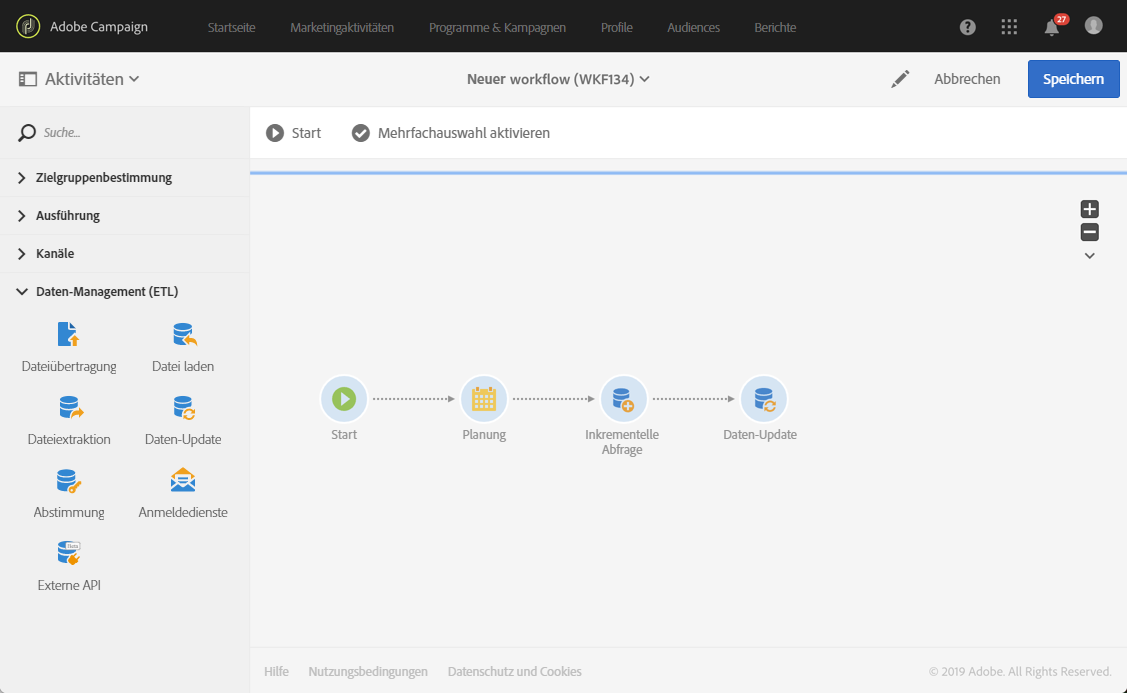 Adobe Campaign
Startseite
Marketingaktivitäten
Programme & Kampagnen
Profile
Audiences
Berichte
?
27
Aktivitäten
Neuer workflow (WKF134)
Abbrechen
Speichern
Suche...
Start
Mehrfachauswahl aktivieren
Zielgruppenbestimmung
Ausführung
Kanäle
Daten-Management (ETL)
Dateiübertragung
Datei laden
Dateiextraktion
Daten-Update
Abstimmung
Anmeldedienste
Data
Externe API
Start
Planung
Inkrementelle
Abfrage
Daten-Update
Hilfe
Nutzungsbedingungen
Datenschutz und Cookies
© 2019 Adobe. All Rights Reserved.